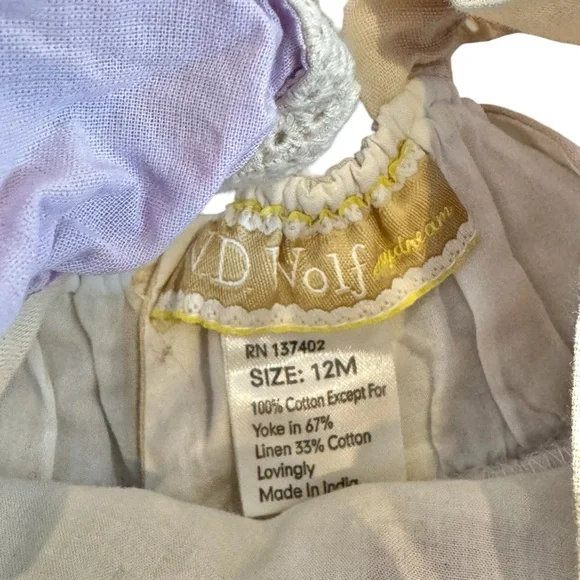 D Wolf
daydream
RN 137402
SIZE: 12M
100% Cotton Except For
Yoke in 67%
Linen 33% Cotton
Lovingly
Made In India